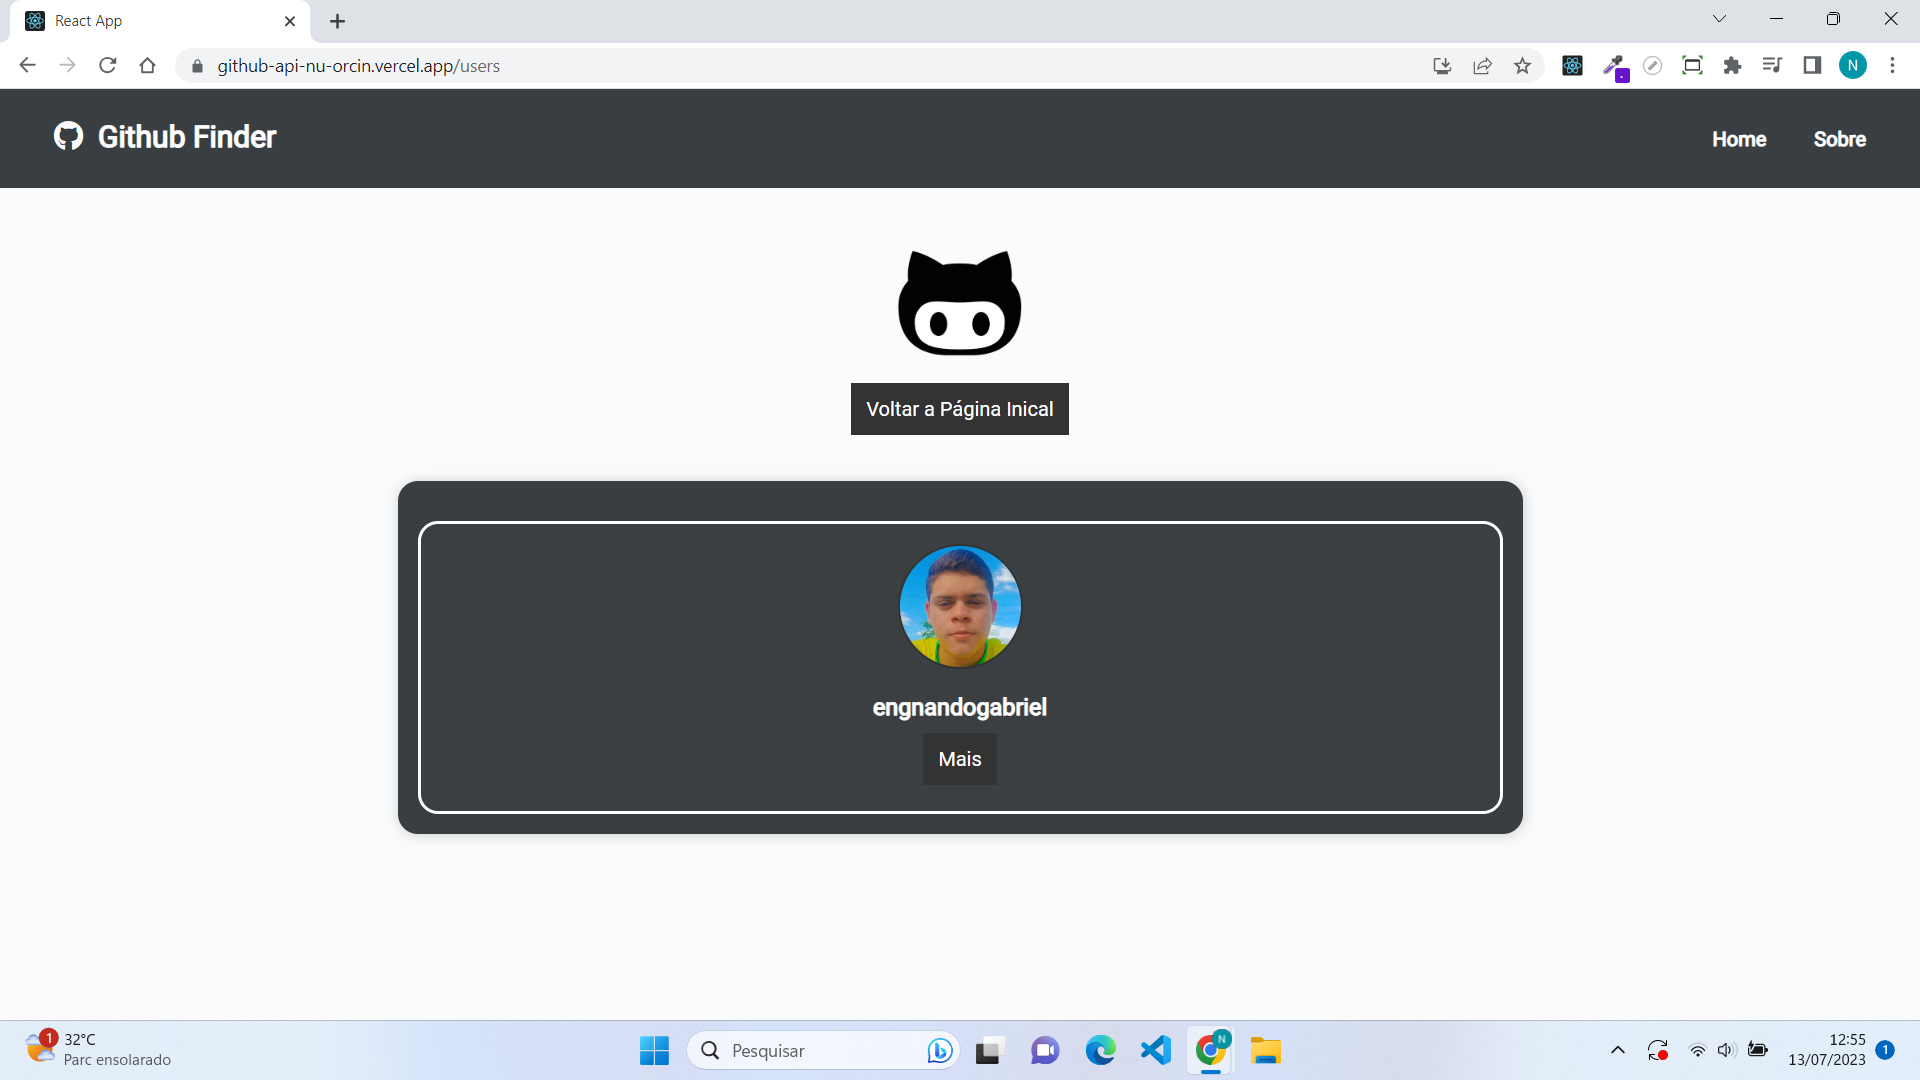 React App
github-api-nu-orcin.vercel.app/users
N
Github Finder
Home
Sobre
Voltar a Página Inical
engnandogabriel
Mais
1
32°C
Parc ensolarado
Pesquisar
N
12:55
13/07/2023
1